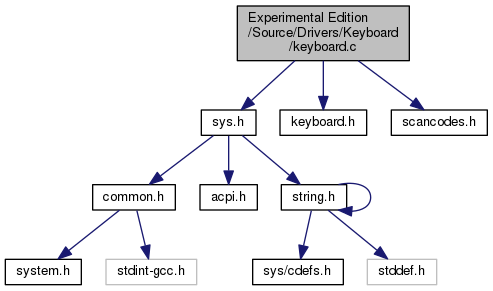 Experimental Edition
/Source/Drivers/Keyboard
/keyboard.c
sys.h
keyboard.h
scancodes.h
common.h
acpi.h
string.h
system.h
stdint-gcc.h
sys/cdefs.h
stddef.h